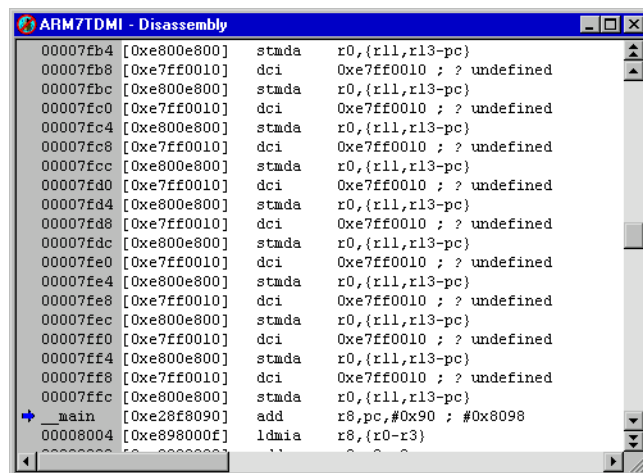 ARM7TDMI - Disassembly
00007fb4 [0xe800e800] stmda r0,{r11,r13-pc}
00007fb8 [0xe7ff0010] dci 0xe7ff0010 ; ? undefined
00007fbc [0xe800e800] stmda r0,{r11,r13-pc}
00007fc0 [0xe7ff0010] dci 0xe7ff0010 ; ? undefined
00007fc4 [0xe800e800] stmda r0,{r11,r13-pc}
00007fc8 [0xe7ff0010] dci 0xe7ff0010 ; ? undefined
00007fcc [0xe800e800] stmda r0,{r11,r13-pc}
00007fd0 [0xe7ff0010] dci 0xe7ff0010 ; ? undefined
00007fd4 [0xe800e800] stmda r0,{r11,r13-pc}
00007fd8 [0xe7ff0010] dci 0xe7ff0010 ; ? undefined
00007fdc [0xe800e800] stmda r0,{r11,r13-pc}
00007fe0 [0xe7ff0010] dci 0xe7ff0010 ; ? undefined
00007fe4 [0xe800e800] stmda r0,{r11,r13-pc}
00007fe8 [0xe7ff0010] dci 0xe7ff0010 ; ? undefined
00007fec [0xe800e800] stmda r0,{r11,r13-pc}
00007ff0 [0xe7ff0010] dci 0xe7ff0010 ; ? undefined
00007ff4 [0xe800e800] stmda r0,{r11,r13-pc}
00007ff8 [0xe7ff0010] dci 0xe7ff0010 ; ? undefined
00007ffc [0xe800e800] stmda r0,{r11,r13-pc}
__main [0xe28f8090] add r8,pc,#0x90 ; #0x8098
00008004 [0xe898000f] ldmia r8,{r0-r3}